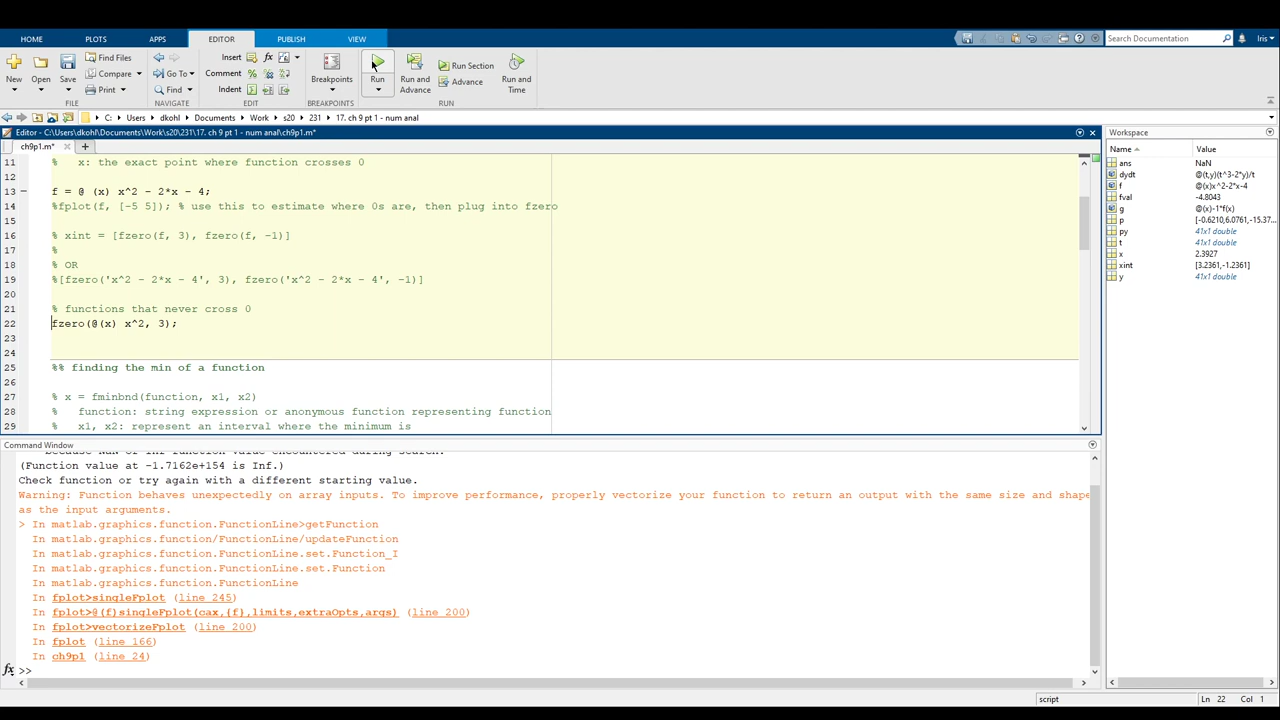 HOME PLOTS APPS EDITOR PUBLISH VIEW
Search Documentation Iris
New Open Save Find Files Compare Print Go To Find Insert fx Comment Indent Breakpoints Run Run and Advance Run Section Advance Run and Time
FILE NAVIGATE EDIT BREAKPOINTS RUN
C: Users dkohl Documents Work s20 231 17. ch 9 pt 1 - num anal
Editor - C:\Users\dkohl\Documents\Work\s20\231\17. ch 9 pt 1 - num anal\ch9p1.m*
ch9p1.m*
11 % x: the exact point where function crosses 0
12
13 f = @ (x) x^2 - 2*x - 4;
14 %fplot(f, [-5 5]); % use this to estimate where 0s are, then plug into fzero
15
16 % xint = [fzero(f, 3), fzero(f, -1)]
17 %
18 % OR
19 %[fzero('x^2 - 2*x - 4', 3), fzero('x^2 - 2*x - 4', -1)]
20
21 % functions that never cross 0
22 fzero(@(x) x^2, 3);
23
24
25 %% finding the min of a function
26
27 % x = fminbnd(function, x1, x2)
28 % function: string expression or anonymous function representing function
29 % x1, x2: represent an interval where the minimum is
Command Window
because NaN or Inf function value encountered during search.
(Function value at -1.7162e+154 is Inf.)
Check function or try again with a different starting value.
Warning: Function behaves unexpectedly on array inputs. To improve performance, properly vectorize your function to return an output with the same size and shape
as the input arguments.
> In matlab.graphics.function.FunctionLine>getFunction
In matlab.graphics.function/FunctionLine/updateFunction
In matlab.graphics.function.FunctionLine.set.Function_I
In matlab.graphics.function.FunctionLine.set.Function
In matlab.graphics.function.FunctionLine
In fplot>singleFplot (line 245)
In fplot>@(f)singleFplot(cax,{f},limits,extraOpts,args) (line 200)
In fplot>vectorizeFplot (line 200)
In fplot (line 166)
In ch9p1 (line 24)
fx >>
Workspace
Name Value
ans NaN
dydt @(t,y)(t^3-2*y)/t
f @(x)x^2-2*x-4
fval -4.8043
g @(x)-1*f(x)
p [-0.6210,6.0761,-15.37...
py 41x1 double
t 41x1 double
x 2.3927
xint [3.2361,-1.2361]
y 41x1 double
script Ln 22 Col 1